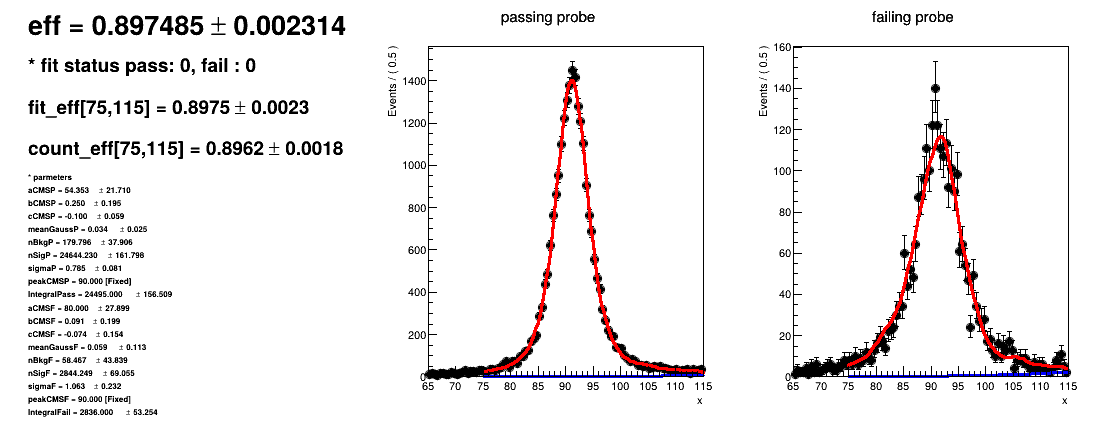 eff = 0.897485 ± 0.002314
* fit status pass: 0, fail : 0
fit_eff[75,115] = 0.8975 ± 0.0023
count_eff[75,115] = 0.8962 ± 0.0018
* parmeters
aCMSP = 54.353 ± 21.710
bCMSP = 0.250 ± 0.195
cCMSP = -0.100 ± 0.059
meanGaussP = 0.034 ± 0.025
nBkgP = 179.796 ± 37.906
nSigP = 24644.230 ± 161.798
sigmaP = 0.785 ± 0.081
peakCMSP = 90.000 [Fixed]
IntegralPass = 24495.000 ± 156.509
aCMSF = 80.000 ± 27.899
bCMSF = 0.091 ± 0.199
cCMSF = -0.074 ± 0.154
meanGaussF = 0.059 ± 0.113
nBkgF = 58.467 ± 43.839
nSigF = 2844.249 ± 69.055
sigmaF = 1.063 ± 0.232
peakCMSF = 90.000 [Fixed]
IntegralFail = 2836.000 ± 53.254
passing probe
Events / ( 0.5 )
1400
1200
1000
800
600
400
200
0
65 70 75 80 85 90 95 100 105 110 115
x
failing probe
Events / ( 0.5 )
160
140
120
100
80
60
40
20
0
65 70 75 80 85 90 95 100 105 110 115
x